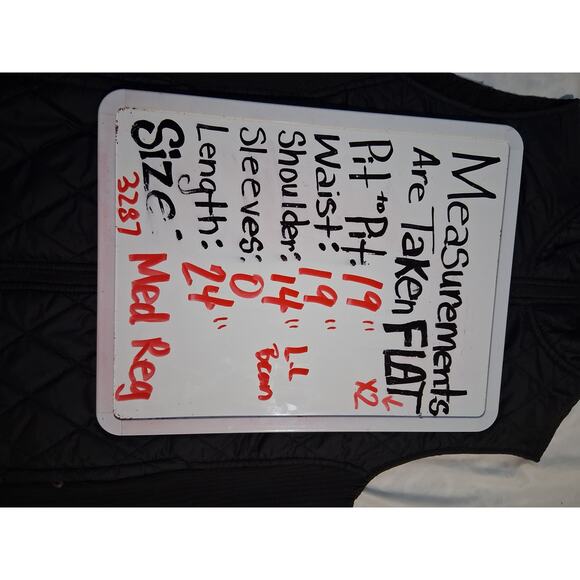 Measurements
Are Taken FLAT
x2
Pit to Pit: 19"
Waist: 19"
Shoulder: 14"
L.L
Bean
Sleeves: 0
Length: 24"
Size: Med Reg
3287